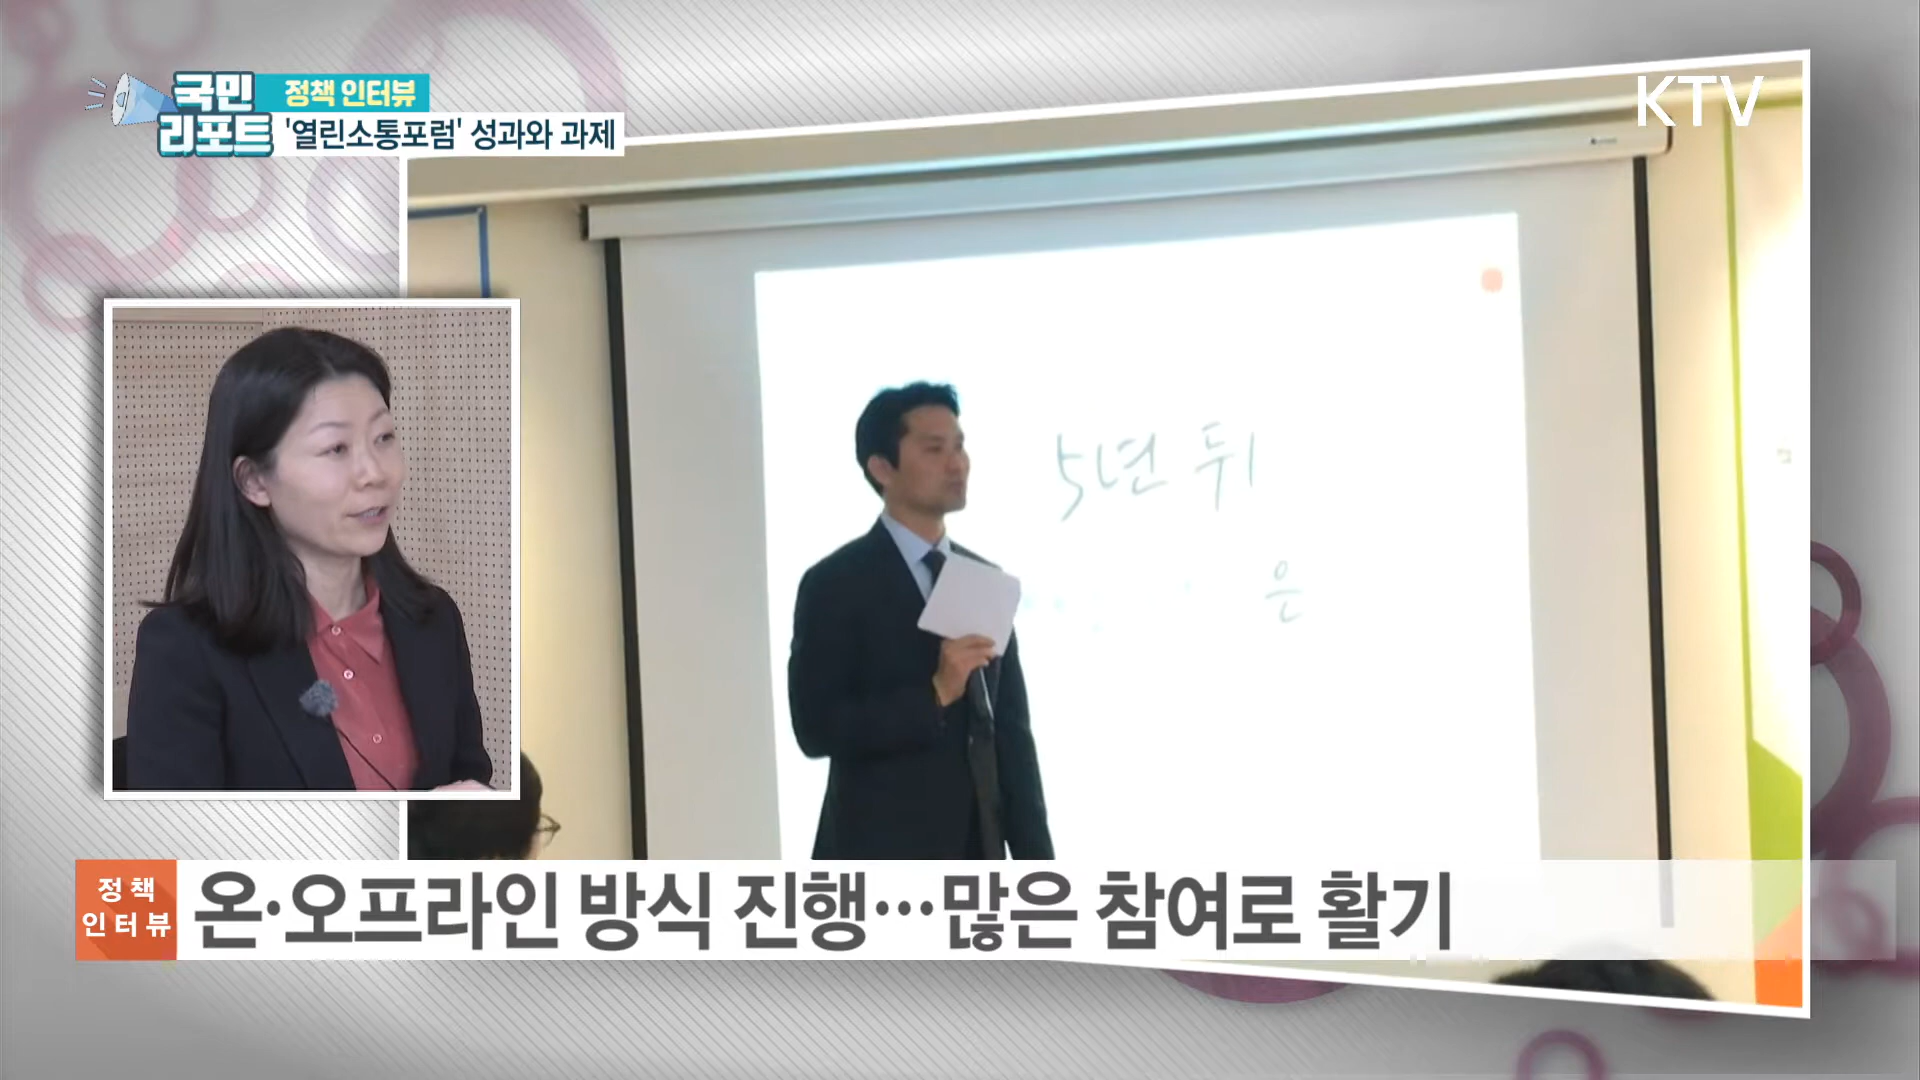 국민
리포트
정책 인터뷰
'열린소통포럼' 성과와 과제
KTV
5년 뒤
은
정책
인터뷰
온·오프라인 방식 진행…많은 참여로 활기